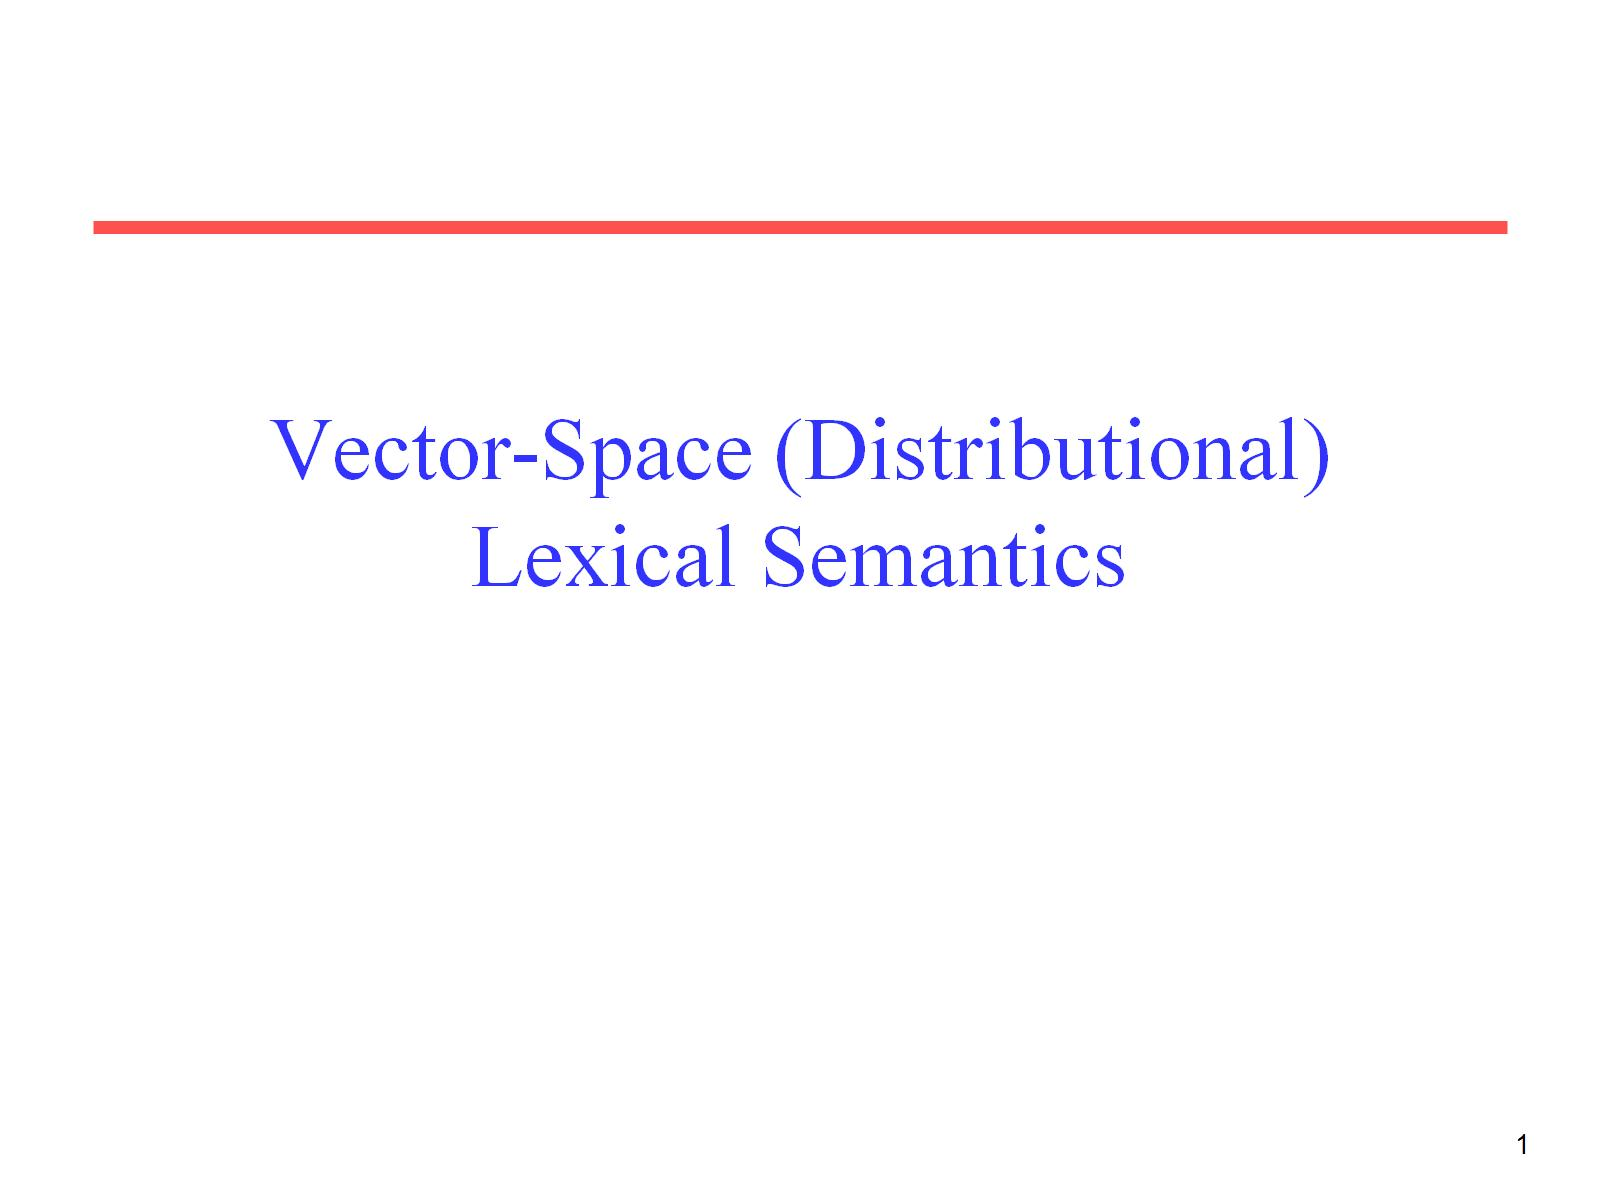 Vector-Space (Distributional)
Lexical Semantics
1